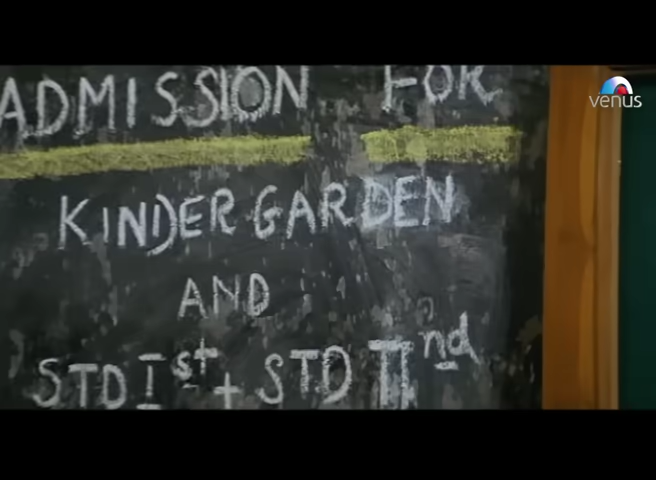 ADMISSION FOR
KINDER GARDEN
AND
STD Ist + STD IInd
venus